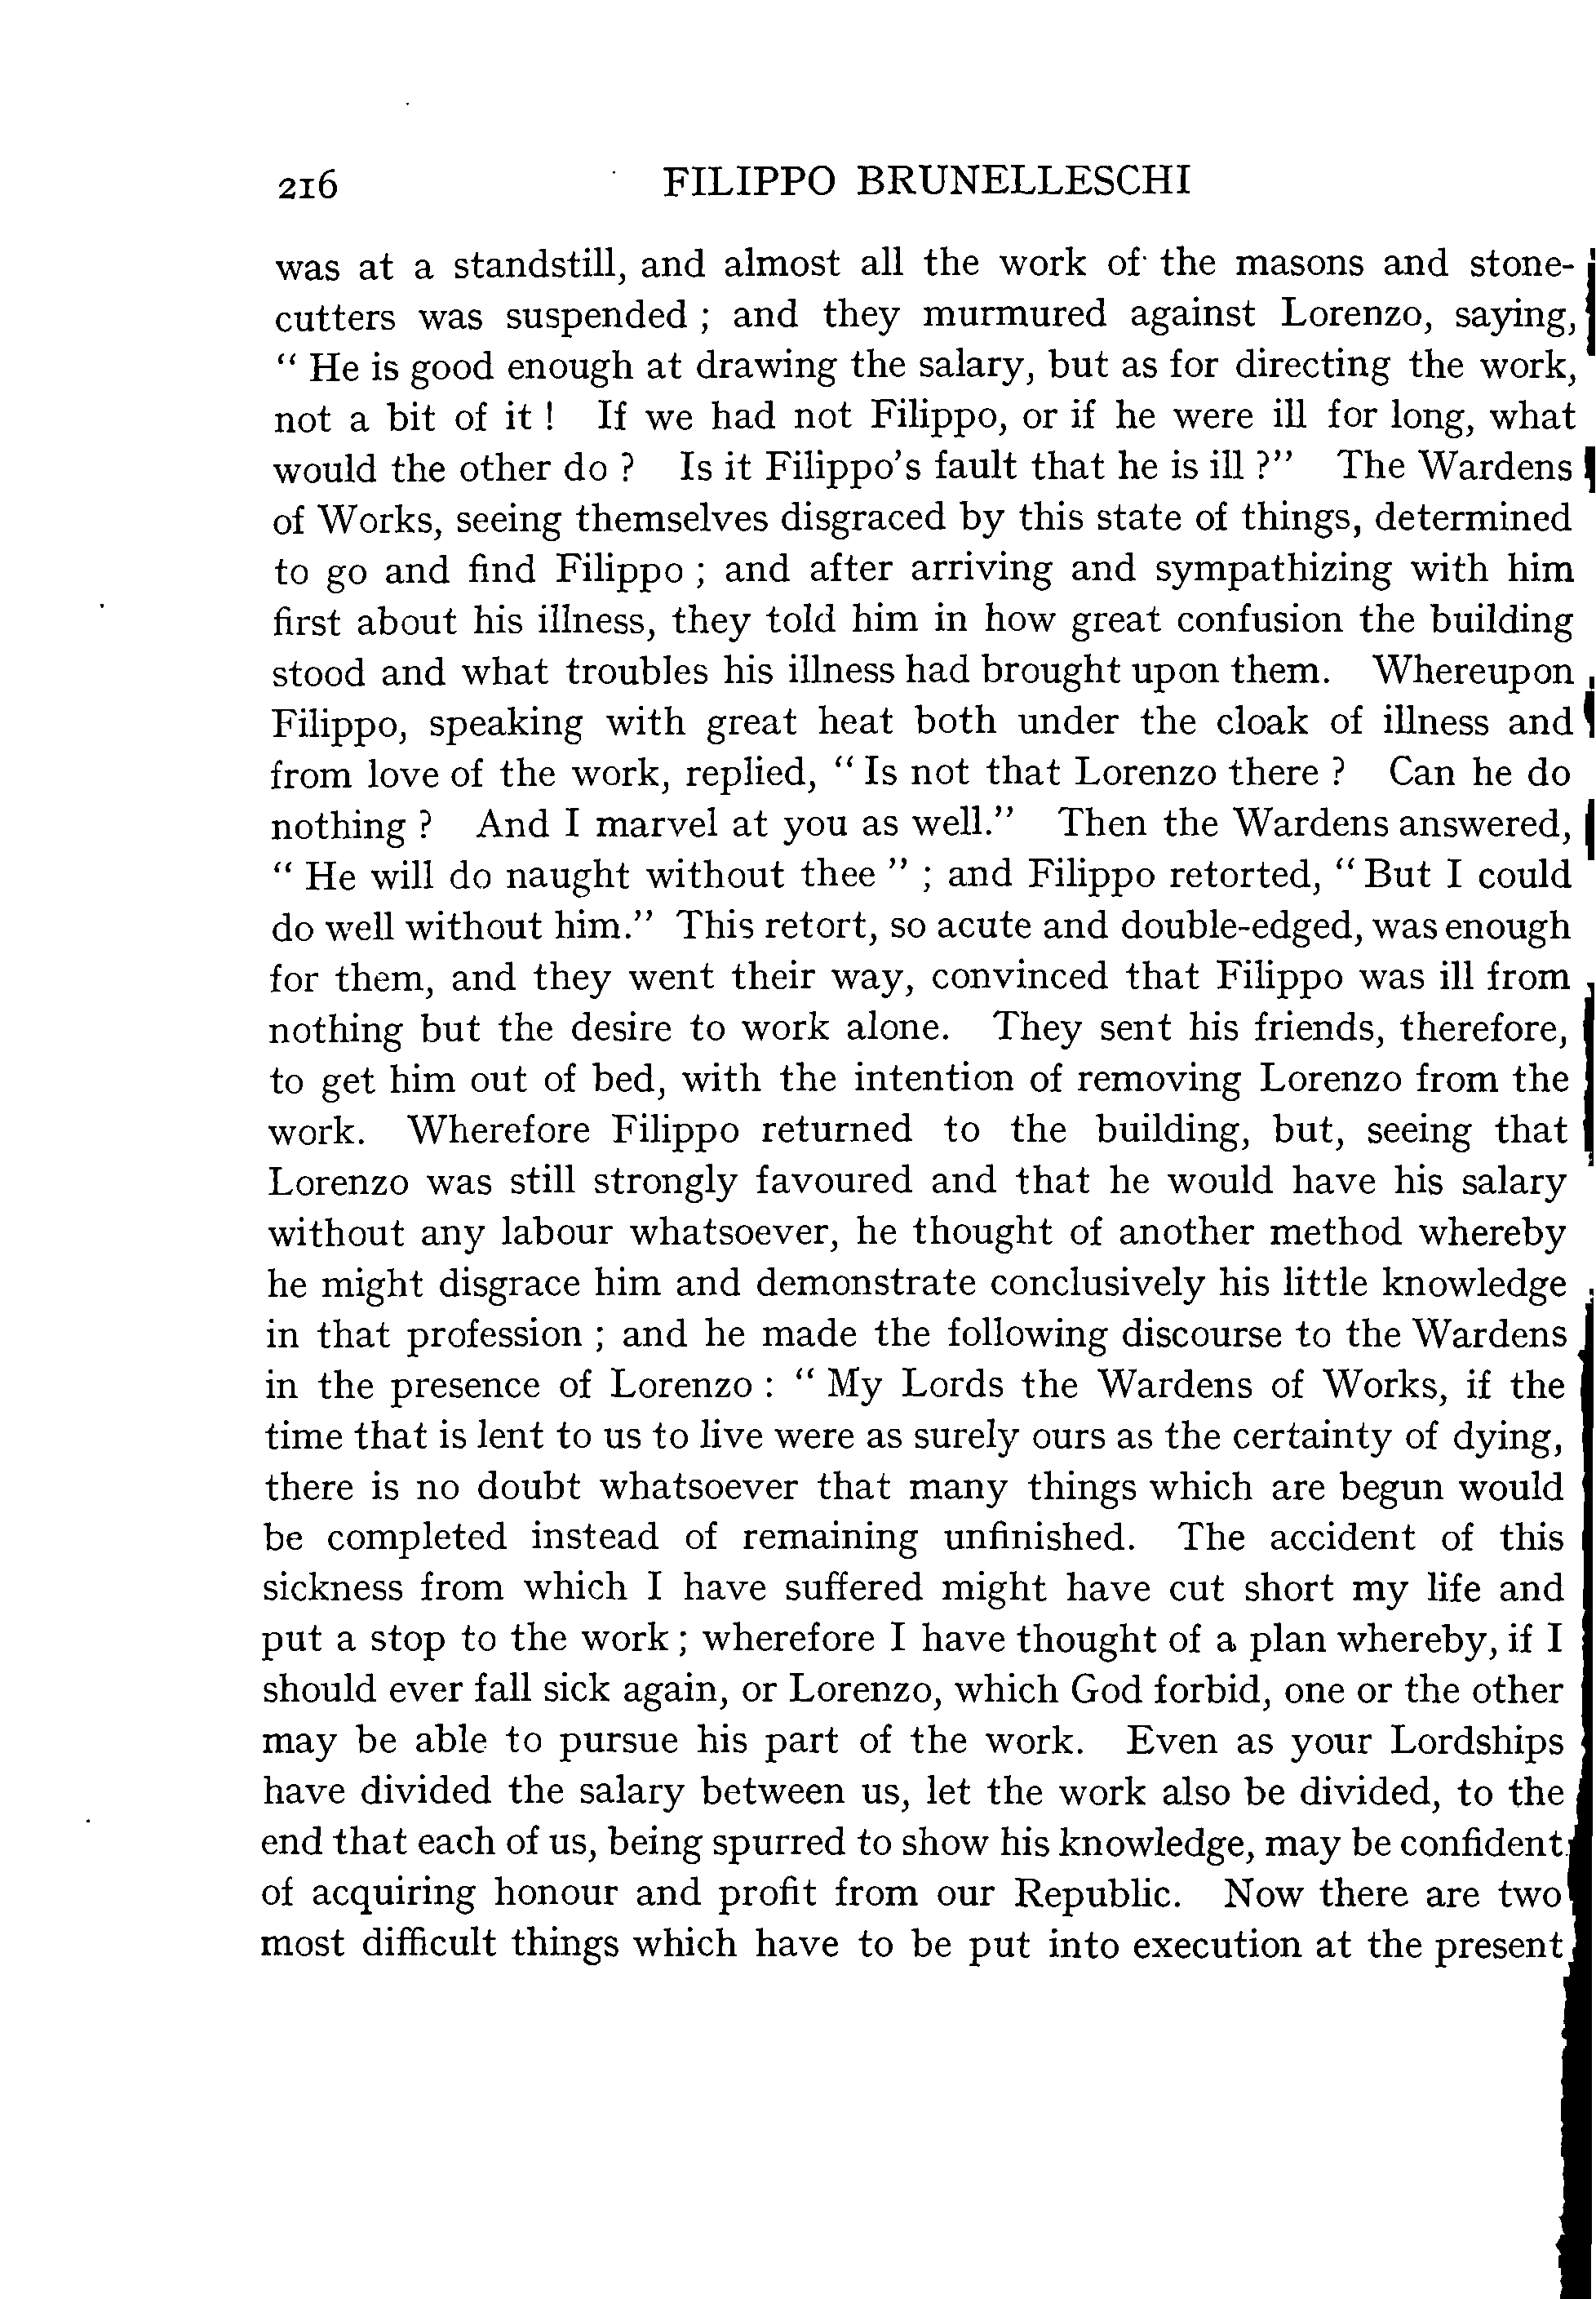 216 FILIPPO BRUNELLESCHI
was at a standstill, and almost all the work of the masons and stone-
cutters was suspended ; and they murmured against Lorenzo, saying,
“ He is good enough at drawing the salary, but as for directing the work,
not a bit of it ! If we had not Filippo, or if he were ill for long, what
would the other do ? Is it Filippo’s fault that he is ill ?” The Wardens
of Works, seeing themselves disgraced by this state of things, determined
to go and find Filippo ; and after arriving and sympathizing with him
first about his illness, they told him in how great confusion the building
stood and what troubles his illness had brought upon them. Whereupon
Filippo, speaking with great heat both under the cloak of illness and
from love of the work, replied, “ Is not that Lorenzo there ? Can he do
nothing ? And I marvel at you as well.” Then the Wardens answered,
“ He will do naught without thee ” ; and Filippo retorted, “ But I could
do well without him.” This retort, so acute and double-edged, was enough
for them, and they went their way, convinced that Filippo was ill from
nothing but the desire to work alone. They sent his friends, therefore,
to get him out of bed, with the intention of removing Lorenzo from the
work. Wherefore Filippo returned to the building, but, seeing that
Lorenzo was still strongly favoured and that he would have his salary
without any labour whatsoever, he thought of another method whereby
he might disgrace him and demonstrate conclusively his little knowledge
in that profession ; and he made the following discourse to the Wardens
in the presence of Lorenzo : “ My Lords the Wardens of Works, if the
time that is lent to us to live were as surely ours as the certainty of dying,
there is no doubt whatsoever that many things which are begun would
be completed instead of remaining unfinished. The accident of this
sickness from which I have suffered might have cut short my life and
put a stop to the work ; wherefore I have thought of a plan whereby, if I
should ever fall sick again, or Lorenzo, which God forbid, one or the other
may be able to pursue his part of the work. Even as your Lordships
have divided the salary between us, let the work also be divided, to the
end that each of us, being spurred to show his knowledge, may be confident
of acquiring honour and profit from our Republic. Now there are two
most difficult things which have to be put into execution at the present